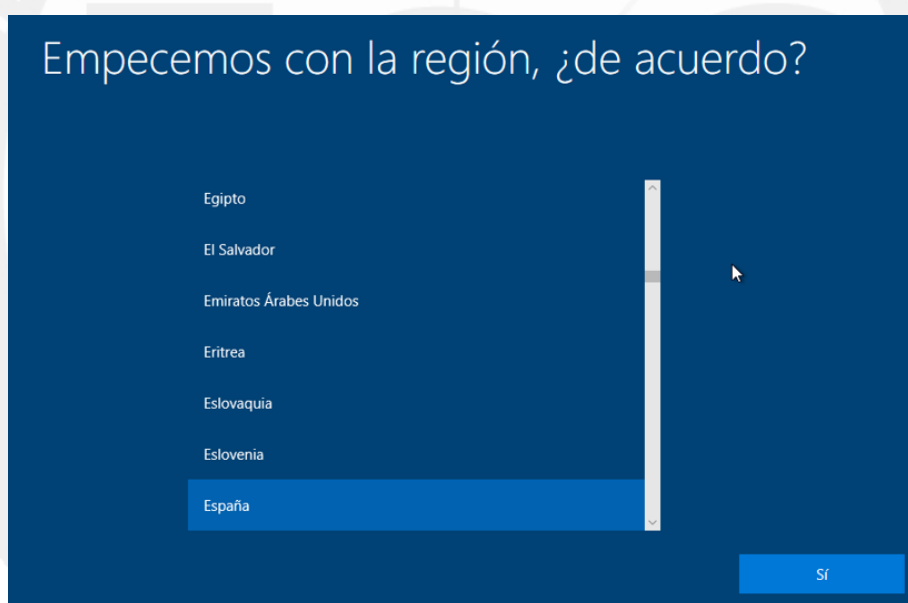 Empecemos con la región, ¿de acuerdo?
Egipto
El Salvador
Emiratos Árabes Unidos
Eritrea
Eslovaquia
Eslovenia
España
Sí